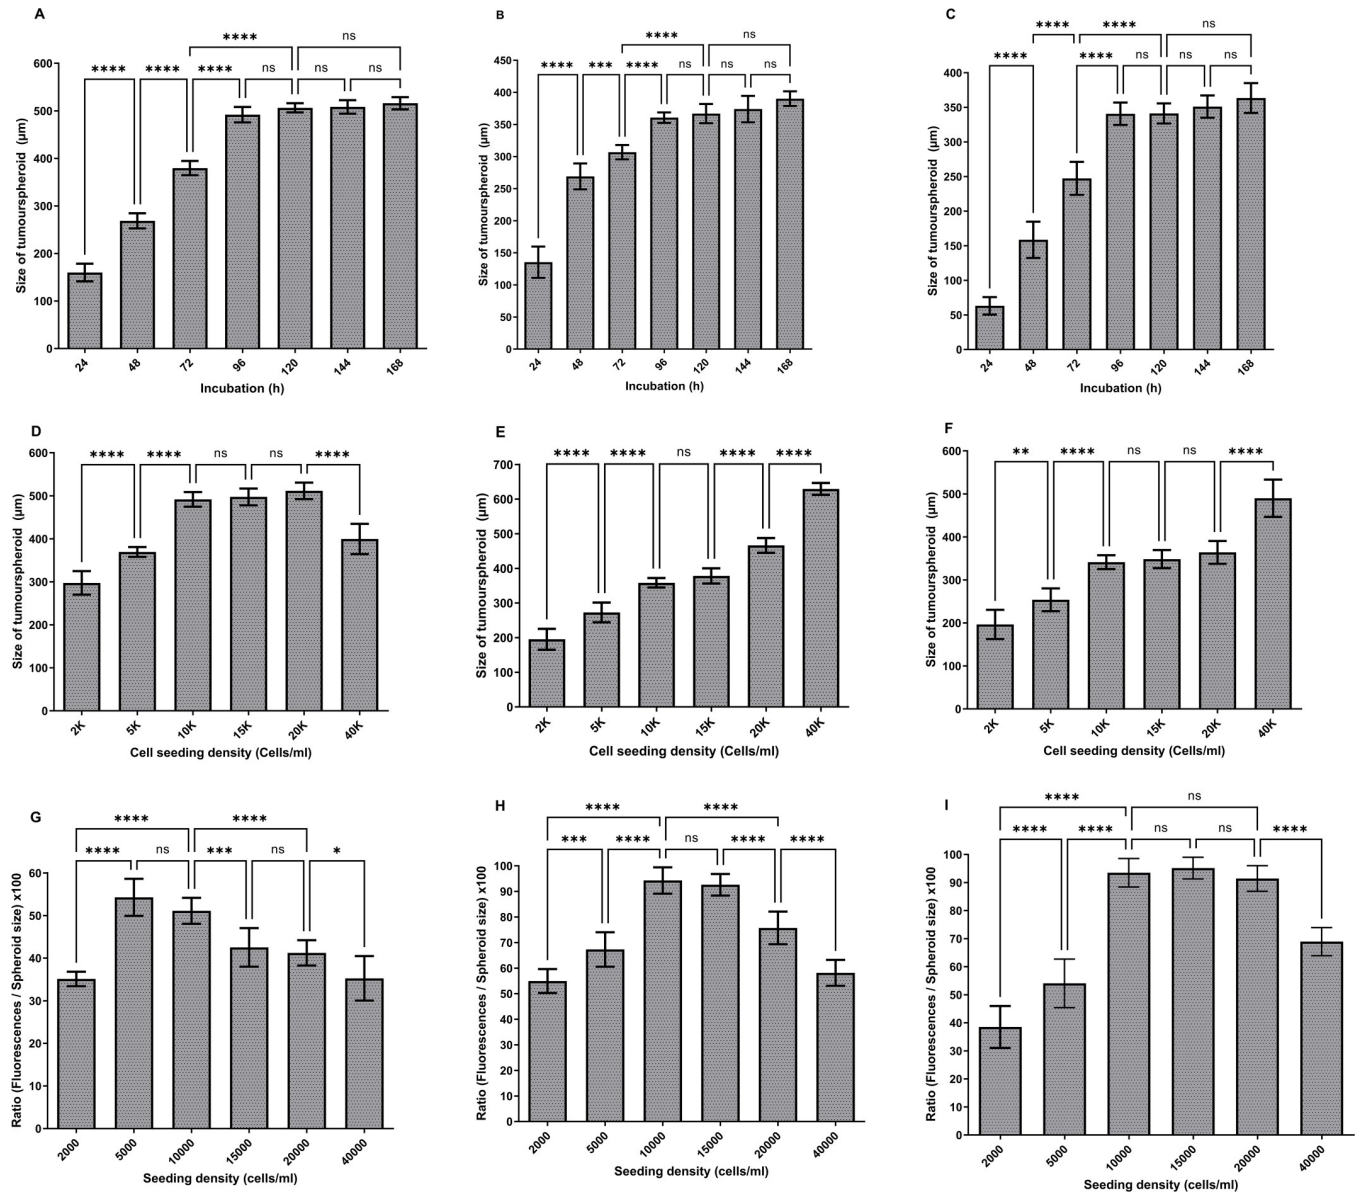 A
**** ns
**** **** **** ns ns ns
Size of tumourspheroid (µm)
600
500
400
300
200
100
0
24 48 72 96 120 144 168
Incubation (h)
B
**** ns
**** *** **** ns ns ns
Size of tumourspheroid (µm)
450
400
350
300
250
200
150
100
50
0
24 48 72 96 120 144 168
Incubation (h)
C
**** **** ns
**** **** ns ns ns
Size of tumourspheroid (µm)
400
350
300
250
200
150
100
50
0
24 48 72 96 120 144 168
Incubation (h)
D
**** **** ns ns ****
Size of tumourspheroid (µm)
600
500
400
300
200
100
0
2K 5K 10K 15K 20K 40K
Cell seeding density (Cells/ml)
E
**** **** ns **** ****
Size of tumourspheroid (µm)
700
600
500
400
300
200
100
0
2K 5K 10K 15K 20K 40K
Cell seeding density (Cells/ml)
F
** **** ns ns ****
Size of tumourspheroid (µm)
600
500
400
300
200
100
0
2K 5K 10K 15K 20K 40K
Cell seeding density (Cells/ml)
G
**** ****
**** ns *** ns *
Ratio (Fluorescences / Spheroid size) x100
60
50
40
30
20
10
0
2000 5000 10000 15000 20000 40000
Seeding density (cells/ml)
H
**** ****
*** **** ns **** ****
Ratio (Fluorescences / Spheroid size) x100
100
90
80
70
60
50
40
30
20
10
0
2000 5000 10000 15000 20000 40000
Seeding density (cells/ml)
I
**** ns
**** **** ns ns ****
Ratio (Fluorescences / Spheroid size) x100
100
90
80
70
60
50
40
30
20
10
0
2000 5000 10000 15000 20000 40000
Seeding density (cells/ml)